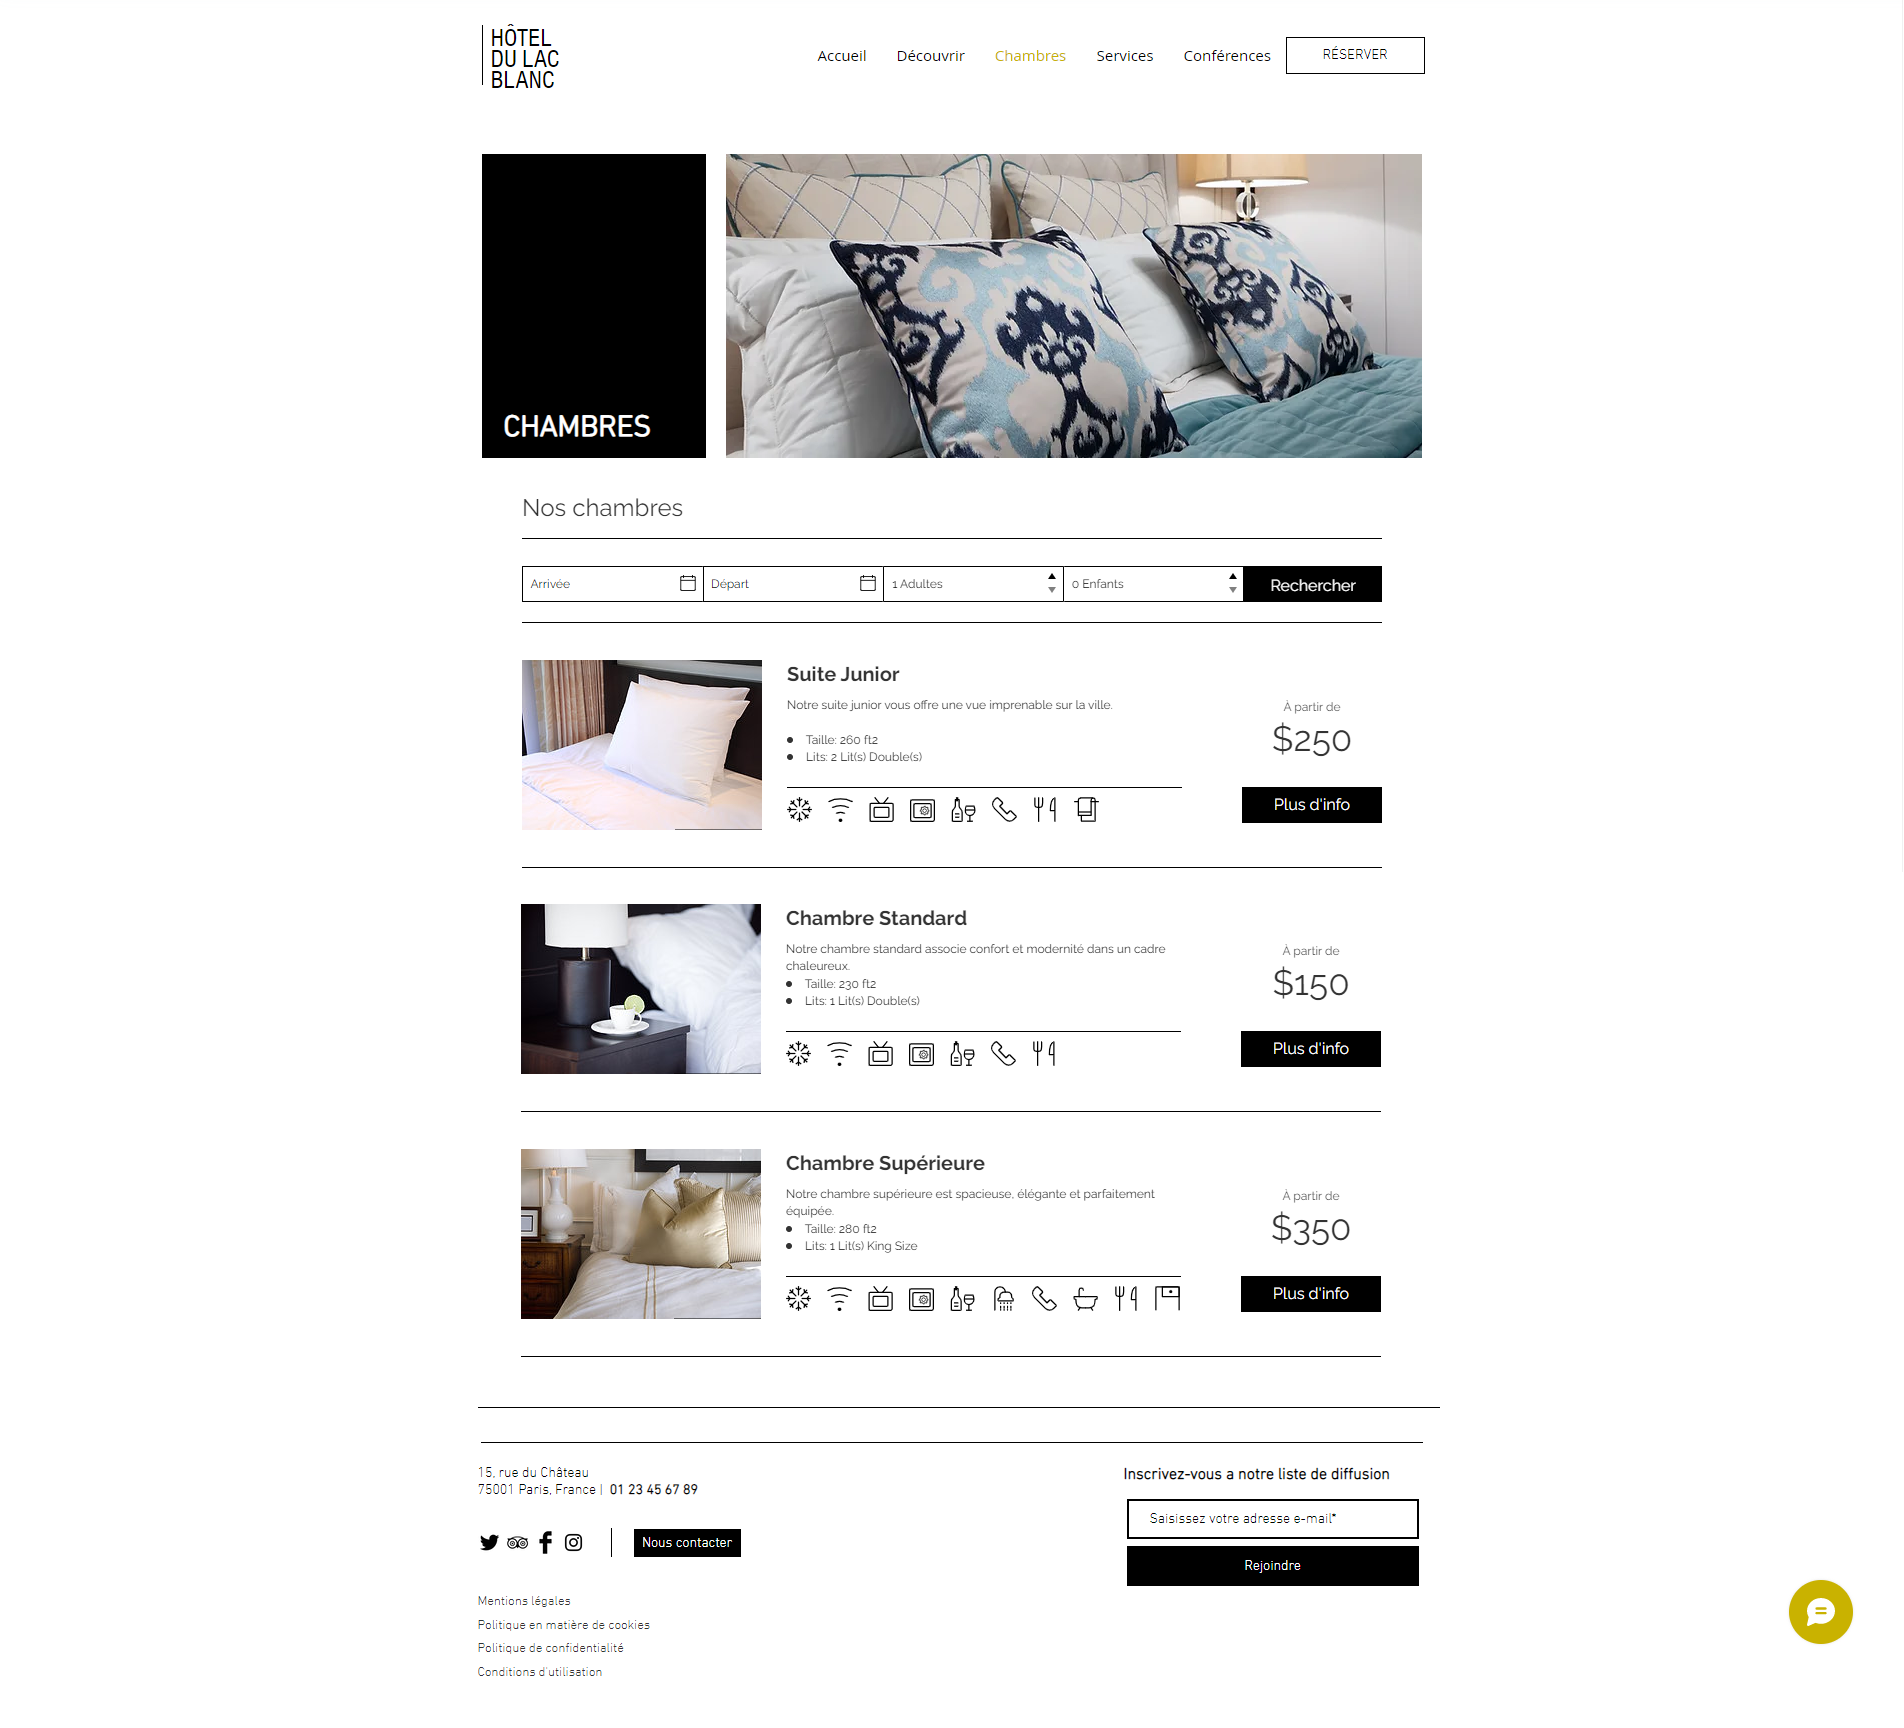 HÔTEL
DU LAC
BLANC
Accueil
Découvrir
Chambres
Services
Conférences
RÉSERVER
CHAMBRES
Nos chambres
Arrivée
Départ
1 Adultes
0 Enfants
Rechercher
Suite Junior
Notre suite junior vous offre une vue imprenable sur la ville.
Taille: 260 ft2
Lits: 2 Lit(s) Double(s)
À partir de
$250
Plus d'info
Chambre Standard
Notre chambre standard associe confort et modernité dans un cadre
chaleureux.
Taille: 230 ft2
Lits: 1 Lit(s) Double(s)
À partir de
$150
Plus d'info
Chambre Supérieure
Notre chambre supérieure est spacieuse, élégante et parfaitement
équipée.
Taille: 280 ft2
Lits: 1 Lit(s) King Size
À partir de
$350
Plus d'info
15, rue du Château
75001 Paris, France | 01 23 45 67 89
Nous contacter
Mentions légales
Politique en matière de cookies
Politique de confidentialité
Conditions d'utilisation
Inscrivez-vous a notre liste de diffusion
Saisissez votre adresse e-mail*
Rejoindre